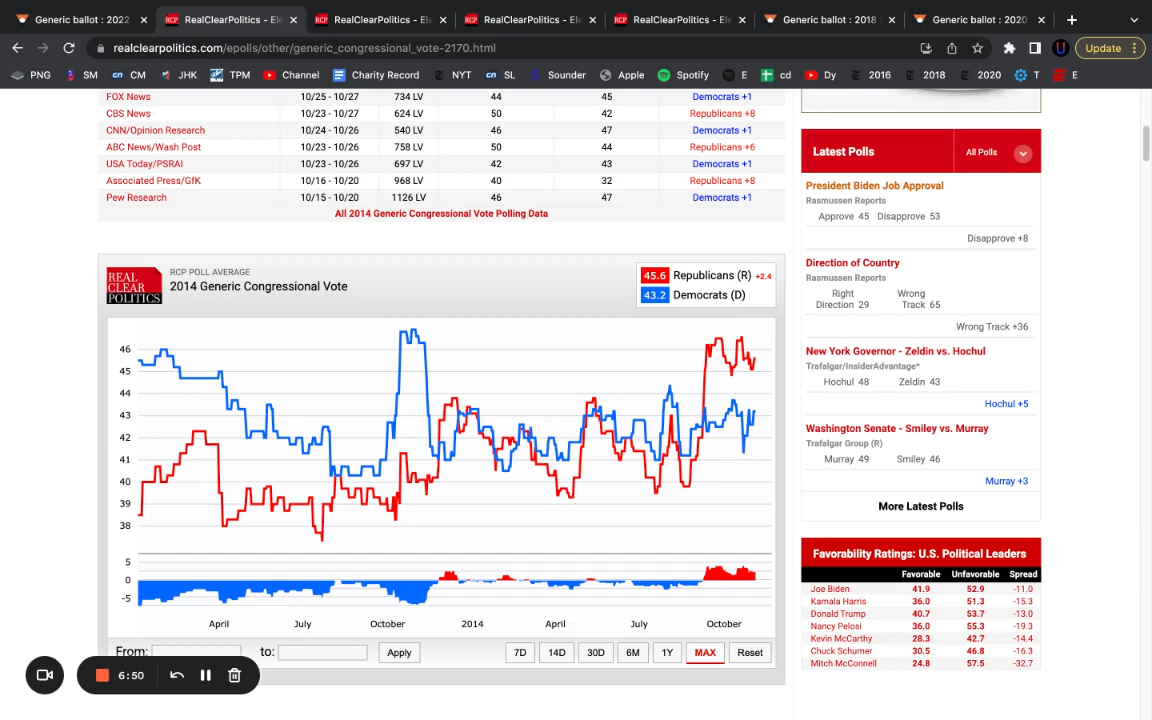 Generic ballot : 2022
RealClearPolitics - Ele
RealClearPolitics - Ele
RealClearPolitics - Ele
RealClearPolitics - Ele
Generic ballot : 2018
Generic ballot : 2020
realclearpolitics.com/epolls/other/generic_congressional_vote-2170.html
Update
PNG SM CM JHK TPM Channel Charity Record NYT SL Sounder Apple Spotify E cd Dy 2016 2018 2020 T E
FOX News 10/25 - 10/27 734 LV 44 45 Democrats +1
CBS News 10/23 - 10/27 624 LV 50 42 Republicans +8
CNN/Opinion Research 10/24 - 10/26 540 LV 46 47 Democrats +1
ABC News/Wash Post 10/23 - 10/26 758 LV 50 44 Republicans +6
USA Today/PSRAI 10/23 - 10/26 697 LV 42 43 Democrats +1
Associated Press/GfK 10/16 - 10/20 968 LV 40 32 Republicans +8
Pew Research 10/15 - 10/20 1126 LV 46 47 Democrats +1
All 2014 Generic Congressional Vote Polling Data
REAL
CLEAR
POLITICS
RCP POLL AVERAGE
2014 Generic Congressional Vote
45.6 Republicans (R) +2.4
43.2 Democrats (D)
46
45
44
43
42
41
40
39
38
5
0
-5
April July October 2014 April July October
From: to: Apply 7D 14D 30D 6M 1Y MAX Reset
6:50
Latest Polls All Polls
President Biden Job Approval
Rasmussen Reports
Approve 45 Disapprove 53
Disapprove +8
Direction of Country
Rasmussen Reports
Right Wrong
Direction 29 Track 65
Wrong Track +36
New York Governor - Zeldin vs. Hochul
Trafalgar/InsiderAdvantage*
Hochul 48 Zeldin 43
Hochul +5
Washington Senate - Smiley vs. Murray
Trafalgar Group (R)
Murray 49 Smiley 46
Murray +3
More Latest Polls
Favorability Ratings: U.S. Political Leaders
Favorable Unfavorable Spread
Joe Biden 41.9 52.9 -11.0
Kamala Harris 36.0 51.3 -15.3
Donald Trump 40.7 53.7 -13.0
Nancy Pelosi 36.0 55.3 -19.3
Kevin McCarthy 28.3 42.7 -14.4
Chuck Schumer 30.5 46.8 -16.3
Mitch McConnell 24.8 57.5 -32.7